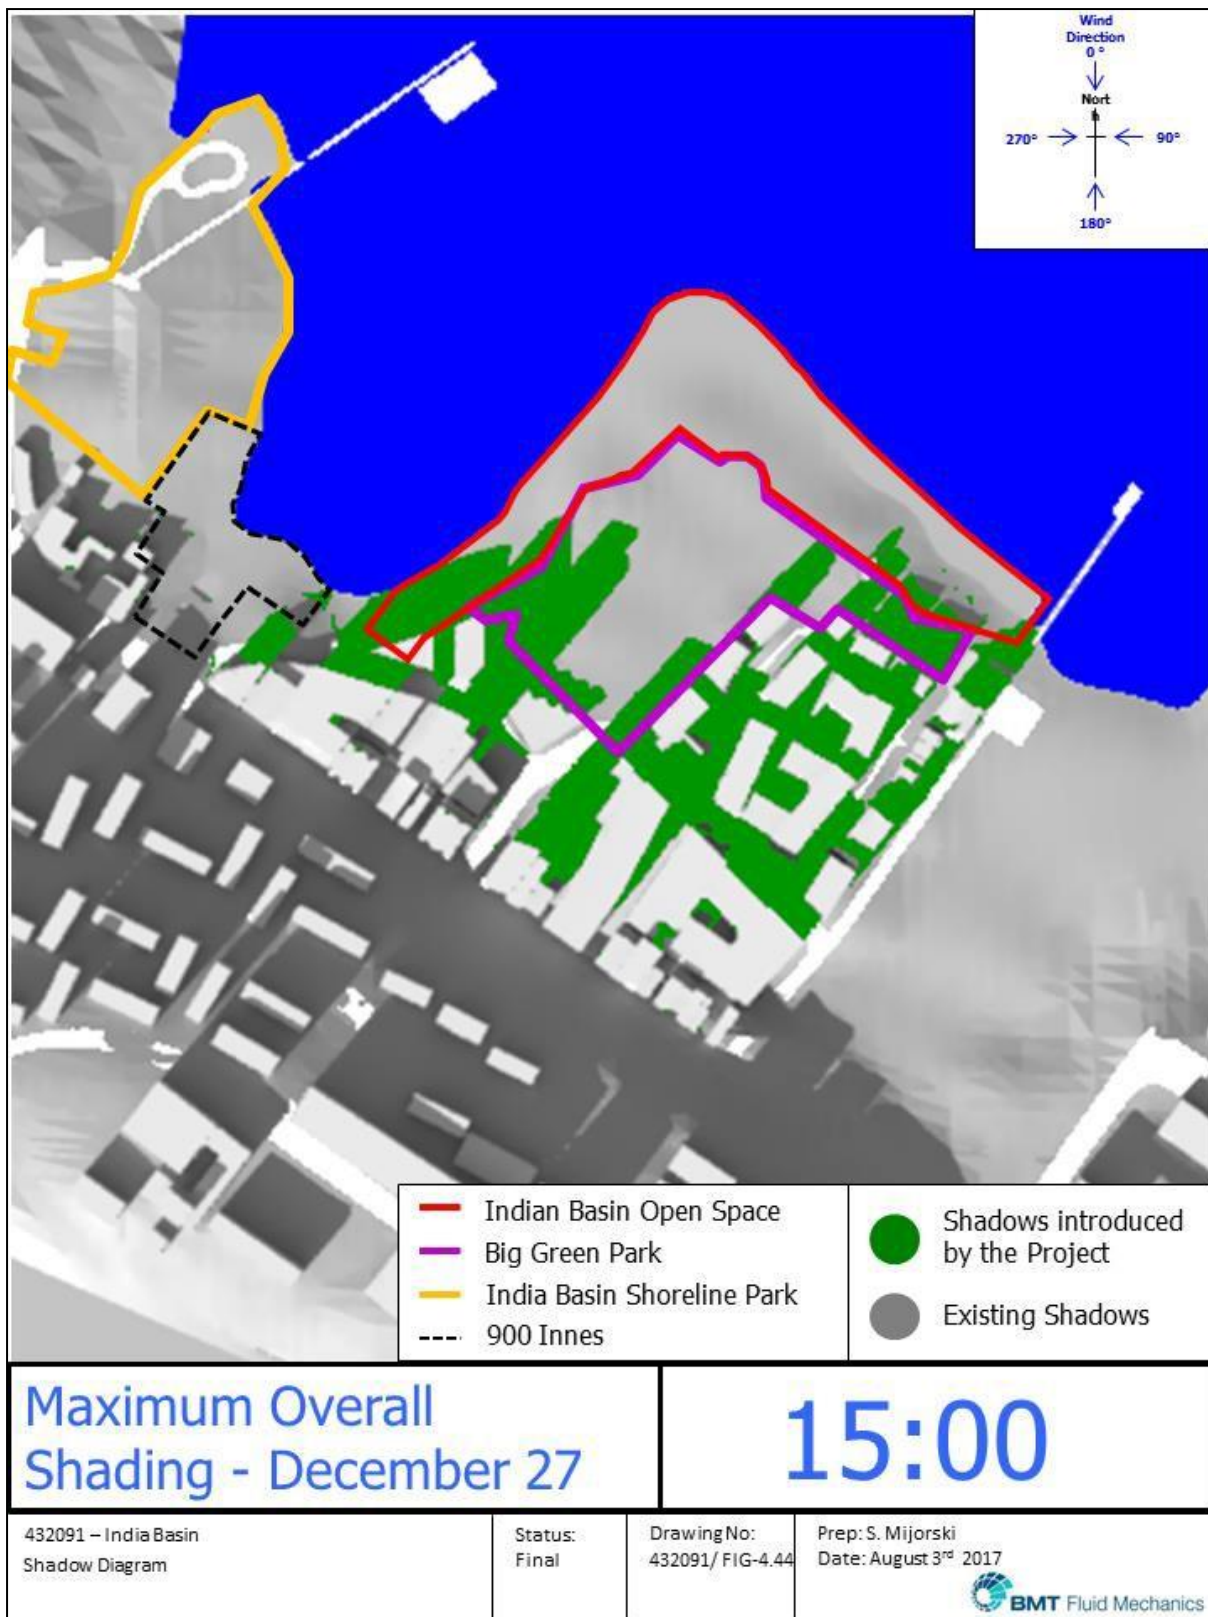 Wind
Direction
0 °
Nort
h
270°
90°
180°
Indian Basin Open Space
Big Green Park
India Basin Shoreline Park
900 Innes
Shadows introduced
by the Project
Existing Shadows
Maximum Overall
Shading - December 27
15:00
432091 – India Basin
Shadow Diagram
Status:
Final
Drawing No:
432091/ FIG-4.44
Prep: S. Mijorski
Date: August 3rd 2017
BMT Fluid Mechanics